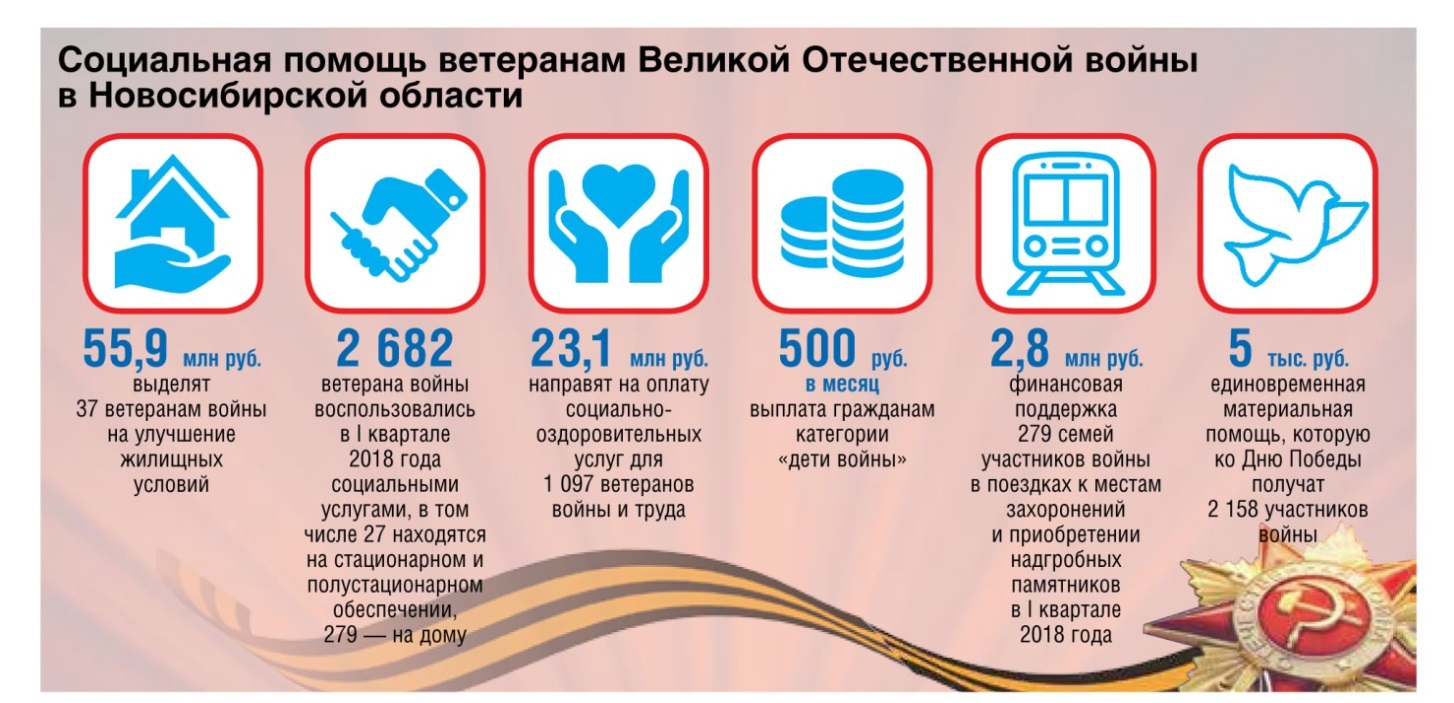 Социальная помощь ветеранам Великой Отечественной войны
в Новосибирской области
55,9 млн руб.
выделят
37 ветеранам войны
на улучшение
жилищных
условий
2 682
ветерана войны
воспользовались
в I квартале
2018 года
социальными
услугами, в том
числе 27 находятся
на стационарном и
полустационарном
обеспечении,
279 — на дому
23,1 млн руб.
направят на оплату
социально-
оздоровительных
услуг для
1 097 ветеранов
войны и труда
500 руб.
в месяц
выплата гражданам
категории
«дети войны»
2,8 млн руб.
финансовая
поддержка
279 семей
участников войны
в поездках к местам
захоронений
и приобретении
надгробных
памятников
в I квартале
2018 года
5 тыс. руб.
единовременная
материальная
помощь, которую
ко Дню Победы
получат
2 158 участников
войны